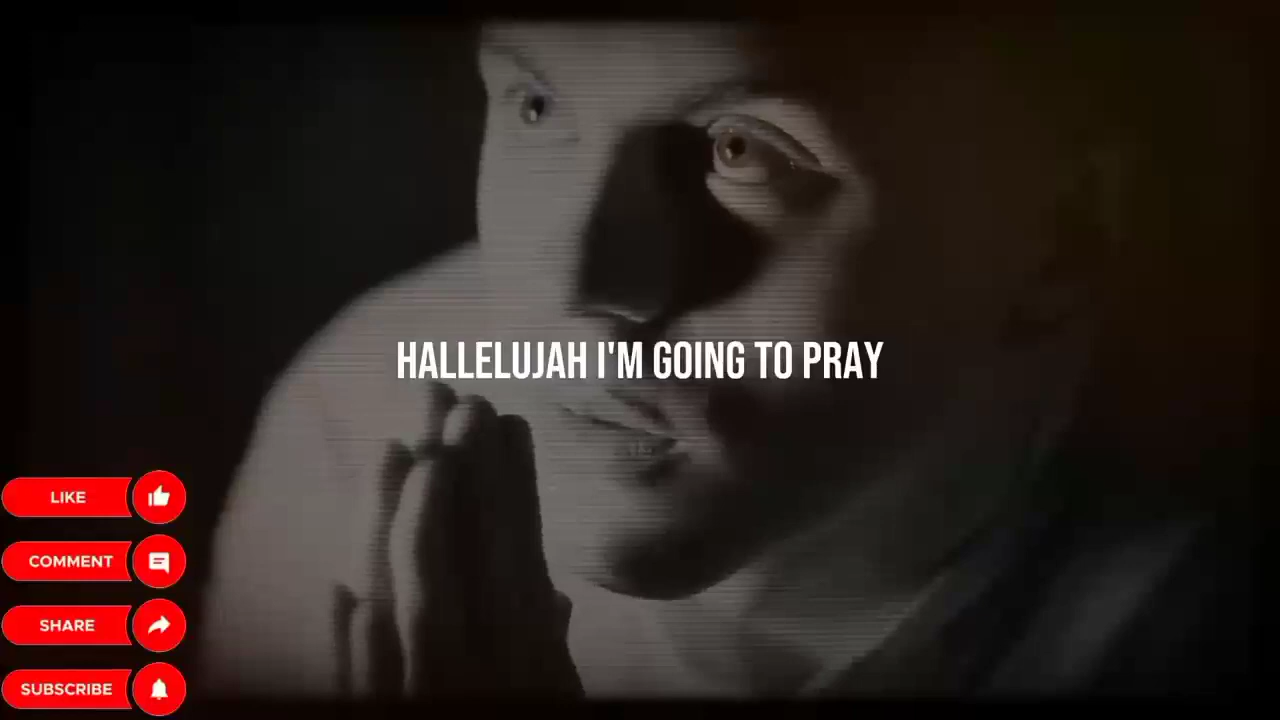 HALLELUJAH I'M GOING TO PRAY
LIKE
COMMENT
SHARE
SUBSCRIBE